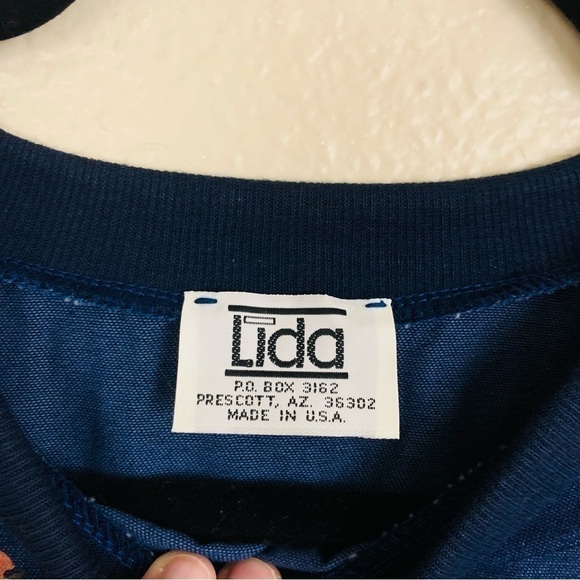 Lida
P.O. BOX 3162
PRESCOTT, AZ. 36302
MADE IN U.S.A.